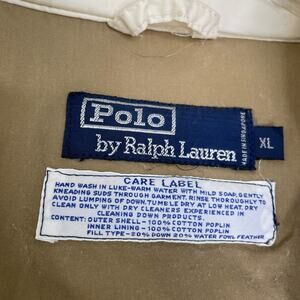 Polo
by Ralph Lauren
MADE IN SINGAPORE
XL
CARE LABEL
HAND WASH IN LUKE-WARM WATER WITH MILD SOAP, GENTLY
KNEADING SUDS THROUGH GARMENT. RINSE THOROUGHLY TO
AVOID LUMPING OF DOWN. TUMBLE DRY AT LOW HEAT. DRY
CLEAN ONLY WITH DRY CLEANERS EXPERIENCED IN
CLEANING DOWN PRODUCTS.
CONTENT: OUTER SHELL - 100% COTTON POPLIN
INNER LINING - 100% COTTON POPLIN
FILL TYPE - 80% DOWN 20% WATER FOWL FEATHER